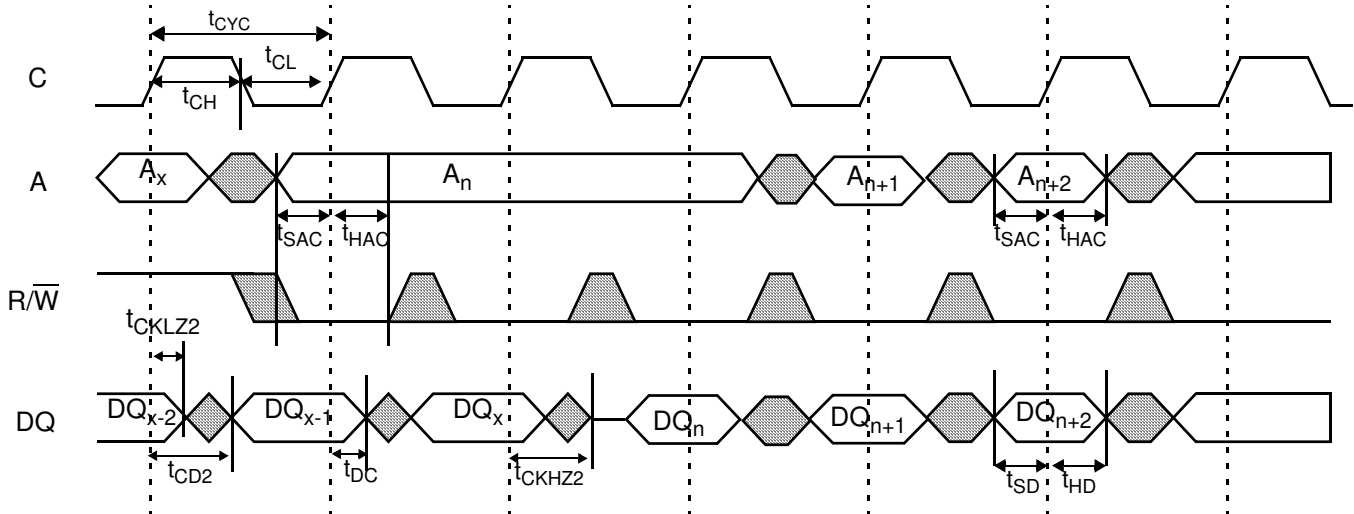 tCYC
C
tCH
tCL
A
Ax
An
An+1
An+2
tSAC
tHAC
tSAC
tHAC
R/W̅
tCKLZ2
DQ
DQx-2
DQx-1
DQx
DQn
DQn+1
DQn+2
tCD2
tDC
tCKHZ2
tSD
tHD